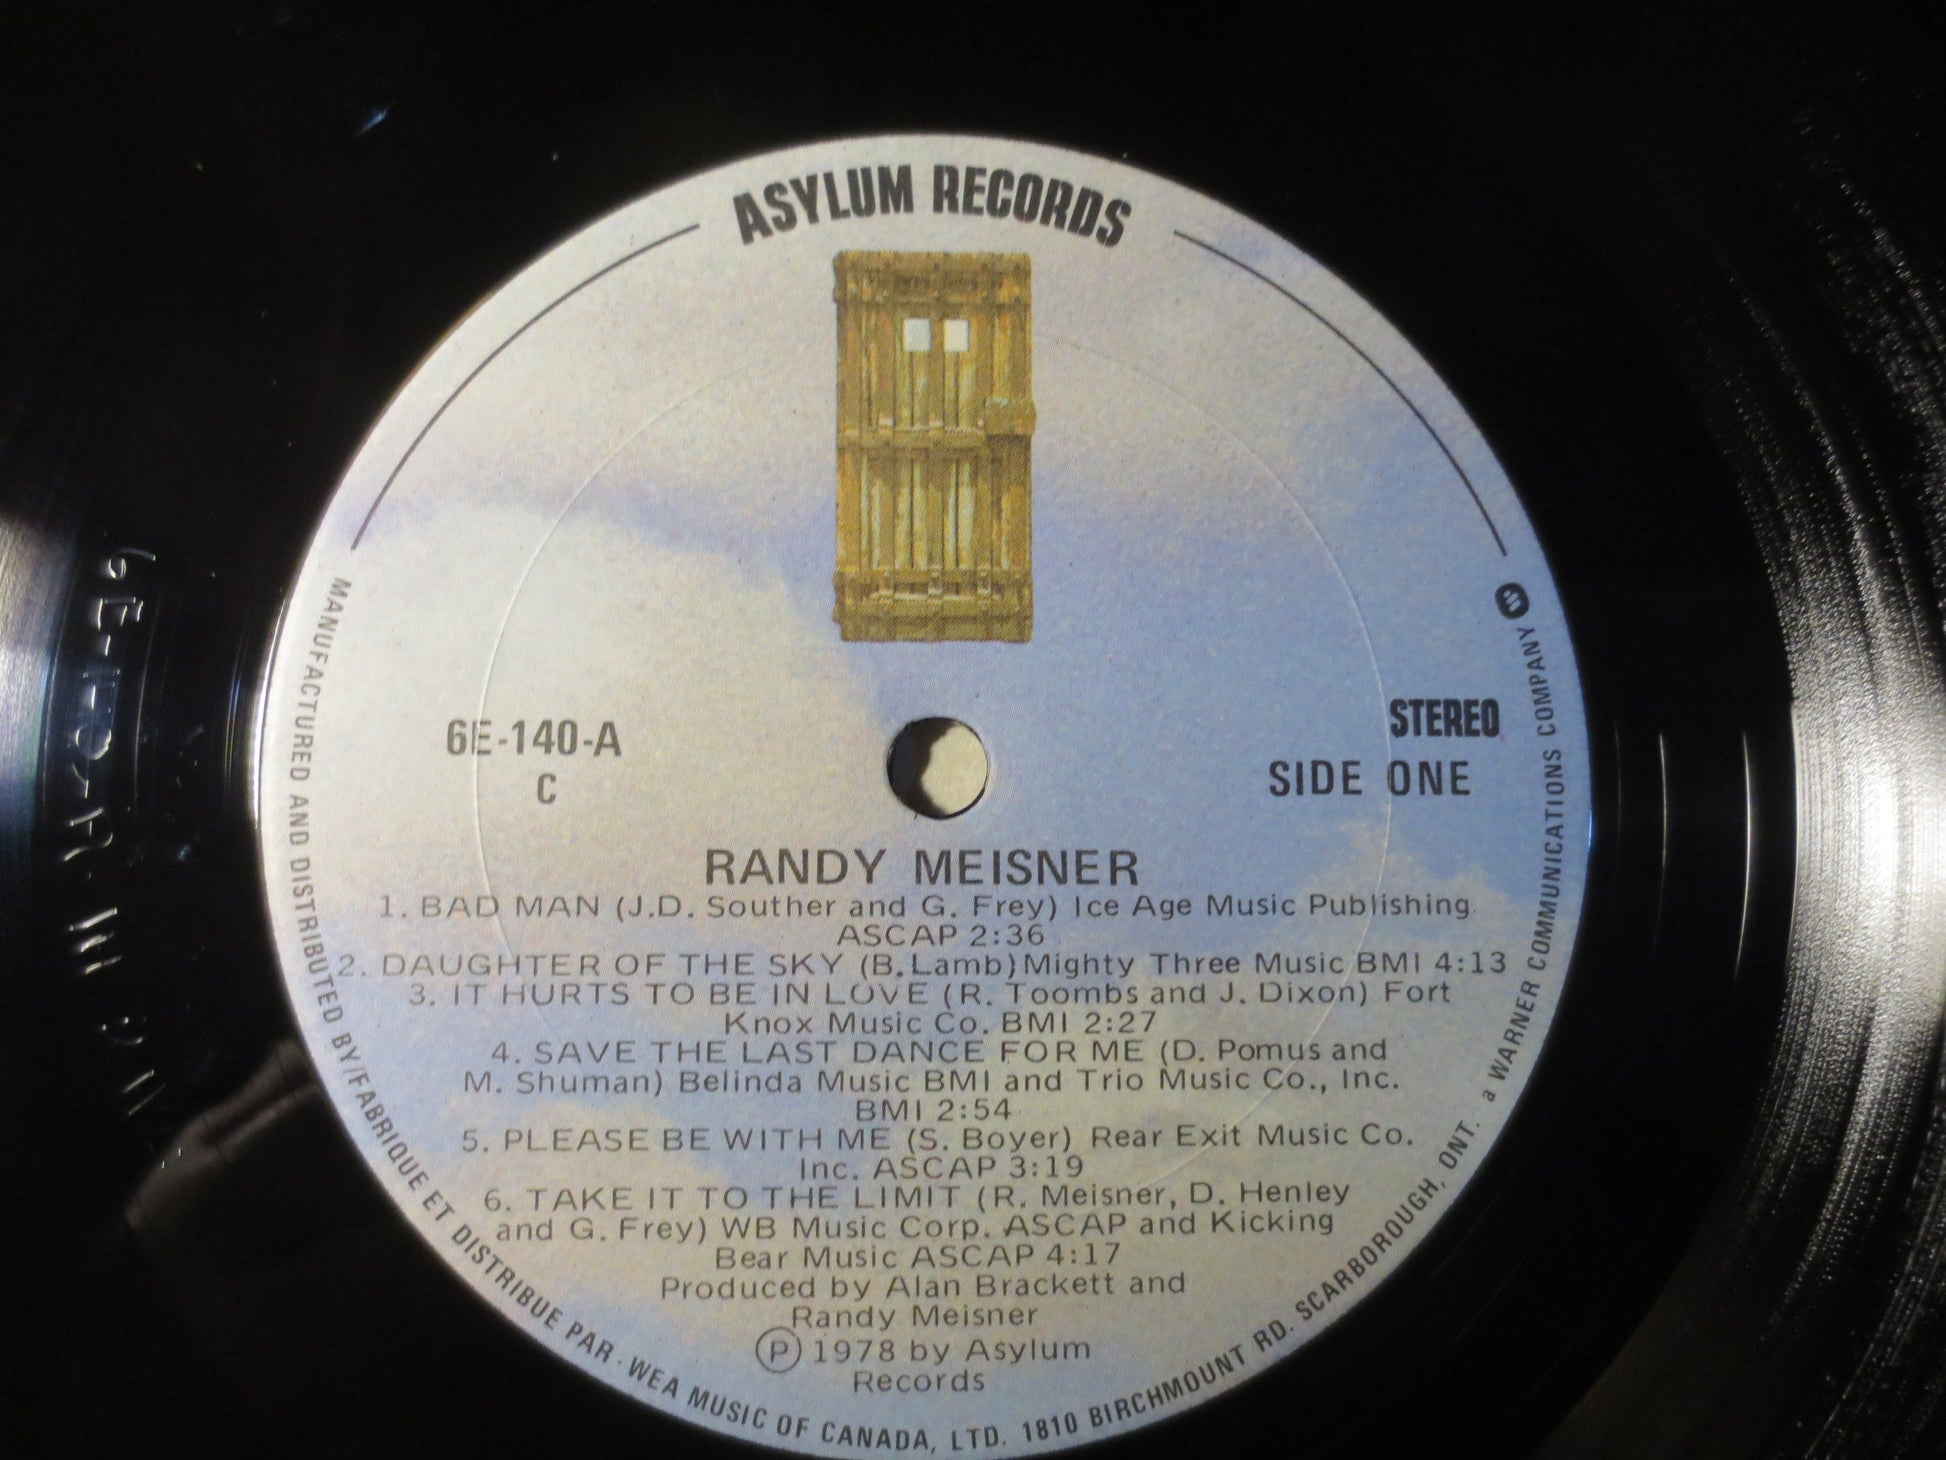 ASYLUM RECORDS
6E-140-A
C
STEREO
SIDE ONE
RANDY MEISNER
1. BAD MAN (J.D. Souther and G. Frey) Ice Age Music Publishing
ASCAP 2:36
2. DAUGHTER OF THE SKY (B. Lamb) Mighty Three Music BMI 4:13
3. IT HURTS TO BE IN LOVE (R. Toombs and J. Dixon) Fort
Knox Music Co. BMI 2:27
4. SAVE THE LAST DANCE FOR ME (D. Pomus and
M. Shuman) Belinda Music BMI and Trio Music Co., Inc.
BMI 2:54
5. PLEASE BE WITH ME (S. Boyer) Rear Exit Music Co.
Inc. ASCAP 3:19
6. TAKE IT TO THE LIMIT (R. Meisner, D. Henley
and G. Frey) WB Music Corp. ASCAP and Kicking
Bear Music ASCAP 4:17
Produced by Alan Brackett and
Randy Meisner
℗ 1978 by Asylum
Records
MANUFACTURED AND DISTRIBUTED BY/FABRIQUE ET DISTRIBUE PAR · WEA MUSIC OF CANADA, LTD. 1810 BIRCHMOUNT RD. SCARBOROUGH, ONT. a WARNER COMMUNICATIONS COMPANY